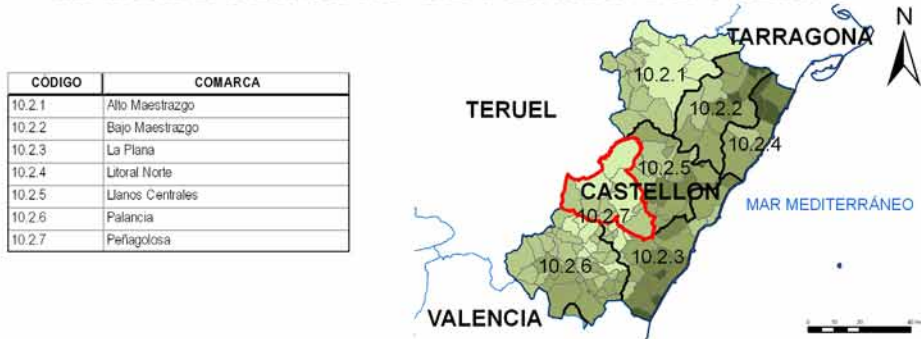 CÓDIGO COMARCA
10.2.1 Alto Maestrazgo
10.2.2 Bajo Maestrazgo
10.2.3 La Plana
10.2.4 Litoral Norte
10.2.5 Llanos Centrales
10.2.6 Palancia
10.2.7 Peñagolosa
N
TARRAGONA
10.2.1
TERUEL
10.2.2
10.2.4
10.2.5
CASTELLON
MAR MEDITERRÁNEO
10.2.7
10.2.3
10.2.6
VALENCIA